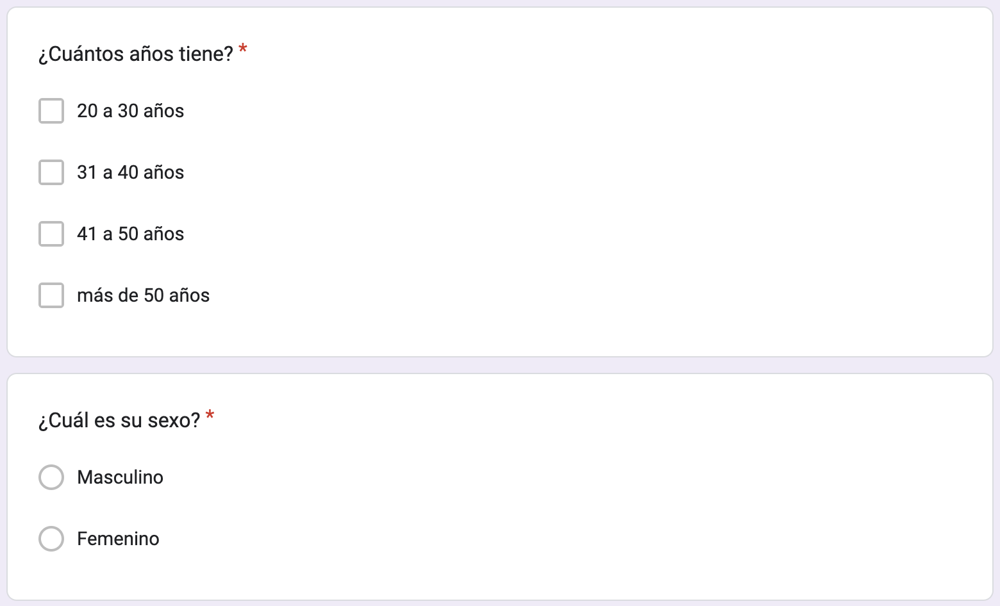 ¿Cuántos años tiene? *
20 a 30 años
31 a 40 años
41 a 50 años
más de 50 años
¿Cuál es su sexo? *
Masculino
Femenino